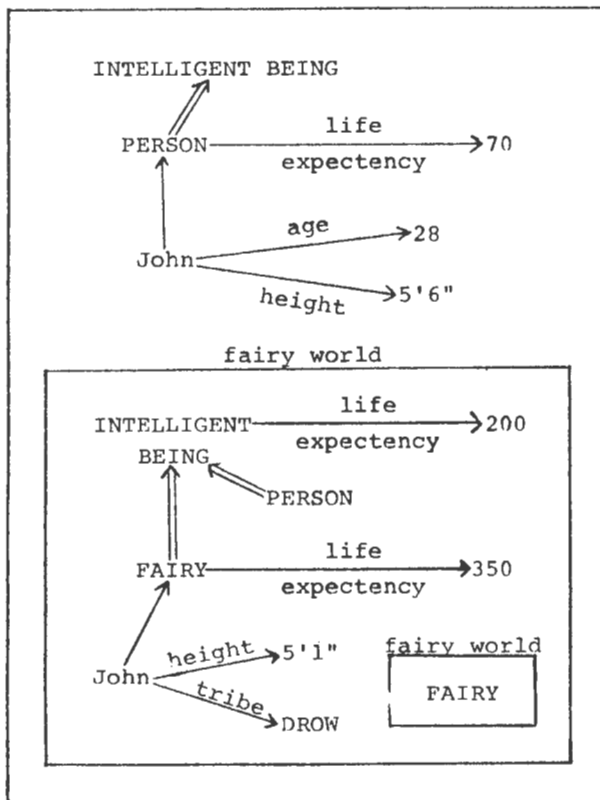 INTELLIGENT BEING
life
PERSON
70
expectency
age
28
John
height
5'6"
fairy world
life
INTELLIGENT
200
expectency
BEING
PERSON
life
FAIRY
350
expectency
fairy world
height
5'1"
John
FAIRY
tribe
DROW